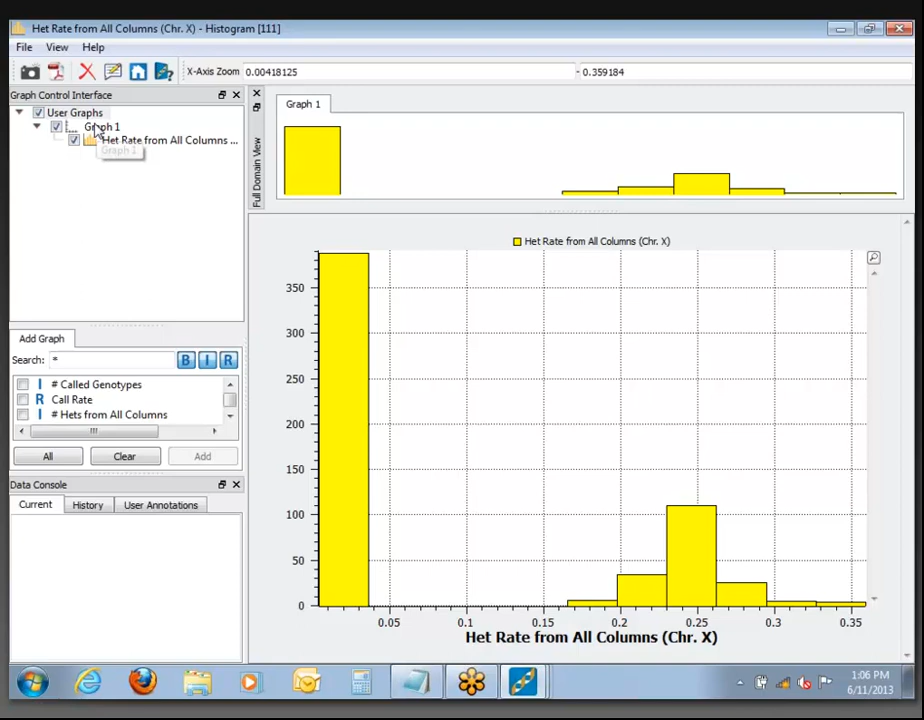 Het Rate from All Columns (Chr. X) - Histogram [111]
File View Help
X-Axis Zoom 0.00418125 - 0.359184
Graph Control Interface
User Graphs
Graph 1
Het Rate from All Columns ...
Graph 1
Graph 1
Full Domain View
Add Graph
Search: *
B I R
I # Called Genotypes
R Call Rate
I # Hets from All Columns
All Clear Add
Data Console
Current History User Annotations
Het Rate from All Columns (Chr. X)
350
300
250
200
150
100
50
0
0.05 0.1 0.15 0.2 0.25 0.3 0.35
Het Rate from All Columns (Chr. X)
1:06 PM
6/11/2013